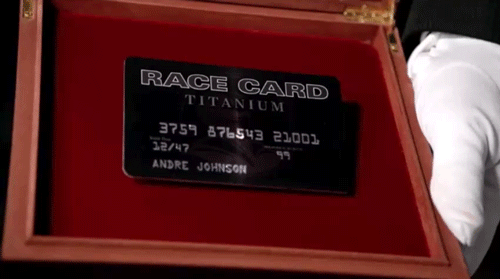 RACE CARD
TITANIUM
3759 876543 21001
12/47
99
ANDRE JOHNSON